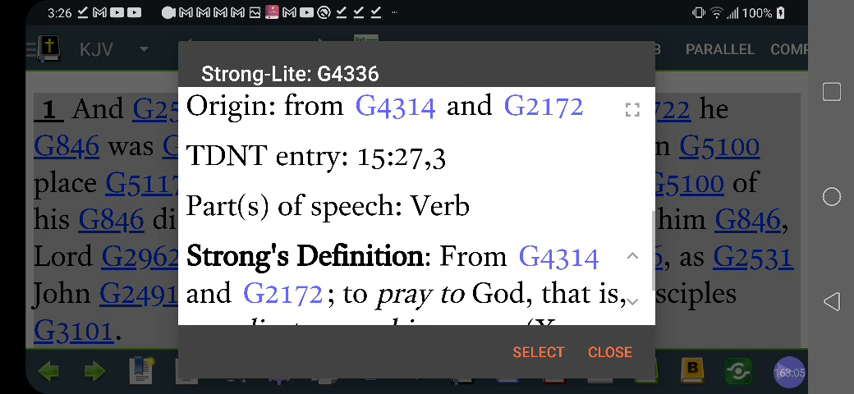 3:26
100%
KJV
PARALLEL
Strong-Lite: G4336
1 And
he
G846 was
G5100
place
G5100 of
his G846
him G846,
Lord
as G2531
John
G3101.
Origin: from G4314 and G2172
TDNT entry: 15:27,3
Part(s) of speech: Verb
Strong's Definition: From G4314
and G2172; to pray to God, that is,
SELECT CLOSE